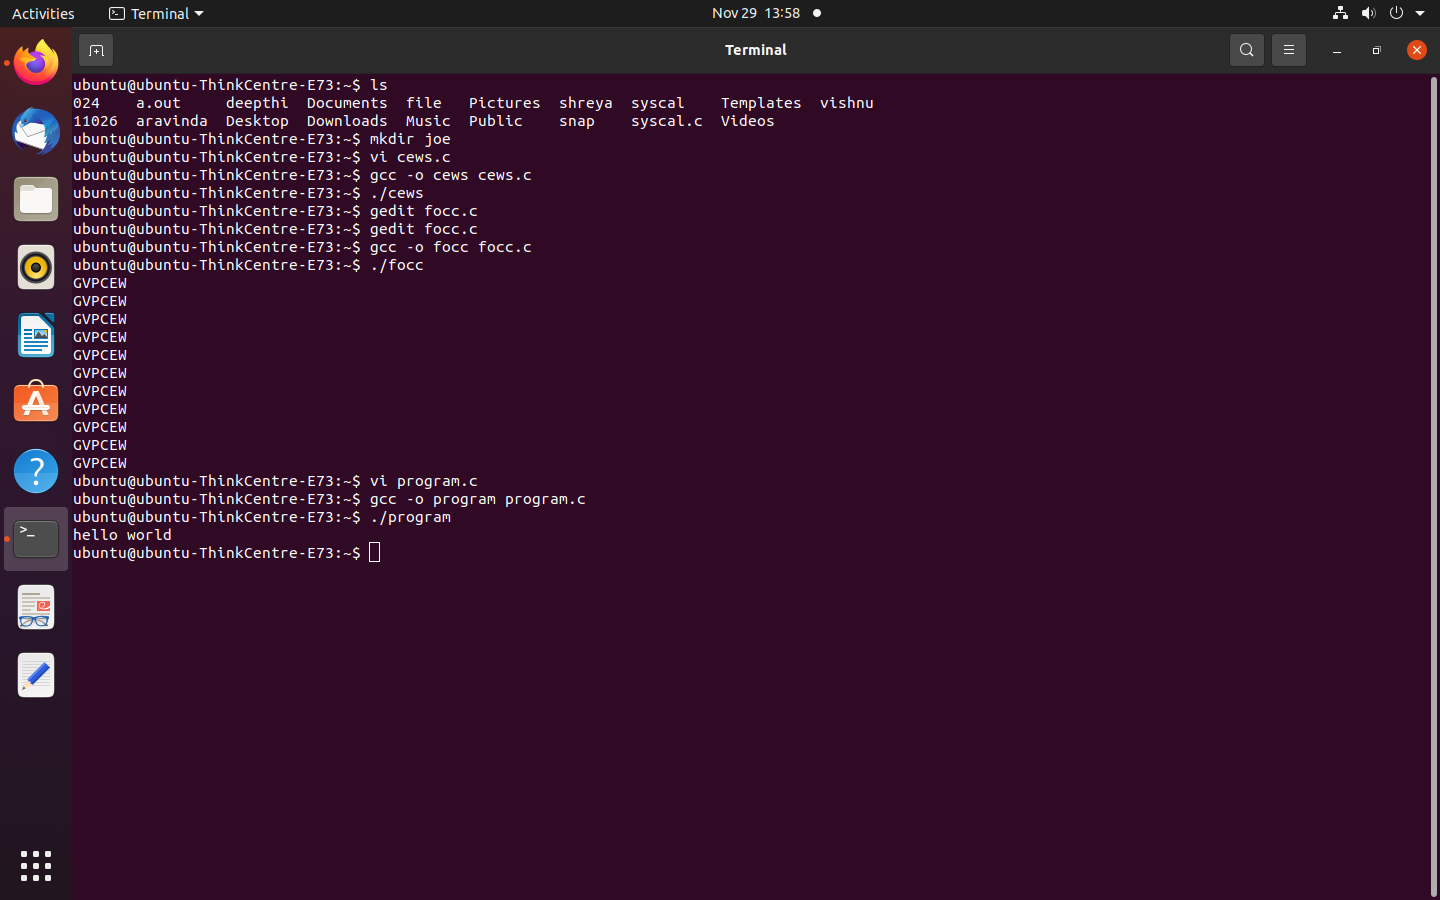 Activities Terminal Nov 29 13:58
Terminal
ubuntu@ubuntu-ThinkCentre-E73:~$ ls
024 a.out deepthi Documents file Pictures shreya syscal Templates vishnu
11026 aravinda Desktop Downloads Music Public snap syscal.c Videos
ubuntu@ubuntu-ThinkCentre-E73:~$ mkdir joe
ubuntu@ubuntu-ThinkCentre-E73:~$ vi cews.c
ubuntu@ubuntu-ThinkCentre-E73:~$ gcc -o cews cews.c
ubuntu@ubuntu-ThinkCentre-E73:~$ ./cews
ubuntu@ubuntu-ThinkCentre-E73:~$ gedit focc.c
ubuntu@ubuntu-ThinkCentre-E73:~$ gedit focc.c
ubuntu@ubuntu-ThinkCentre-E73:~$ gcc -o focc focc.c
ubuntu@ubuntu-ThinkCentre-E73:~$ ./focc
GVPCEW
GVPCEW
GVPCEW
GVPCEW
GVPCEW
GVPCEW
GVPCEW
GVPCEW
GVPCEW
GVPCEW
GVPCEW
ubuntu@ubuntu-ThinkCentre-E73:~$ vi program.c
ubuntu@ubuntu-ThinkCentre-E73:~$ gcc -o program program.c
ubuntu@ubuntu-ThinkCentre-E73:~$ ./program
hello world
ubuntu@ubuntu-ThinkCentre-E73:~$